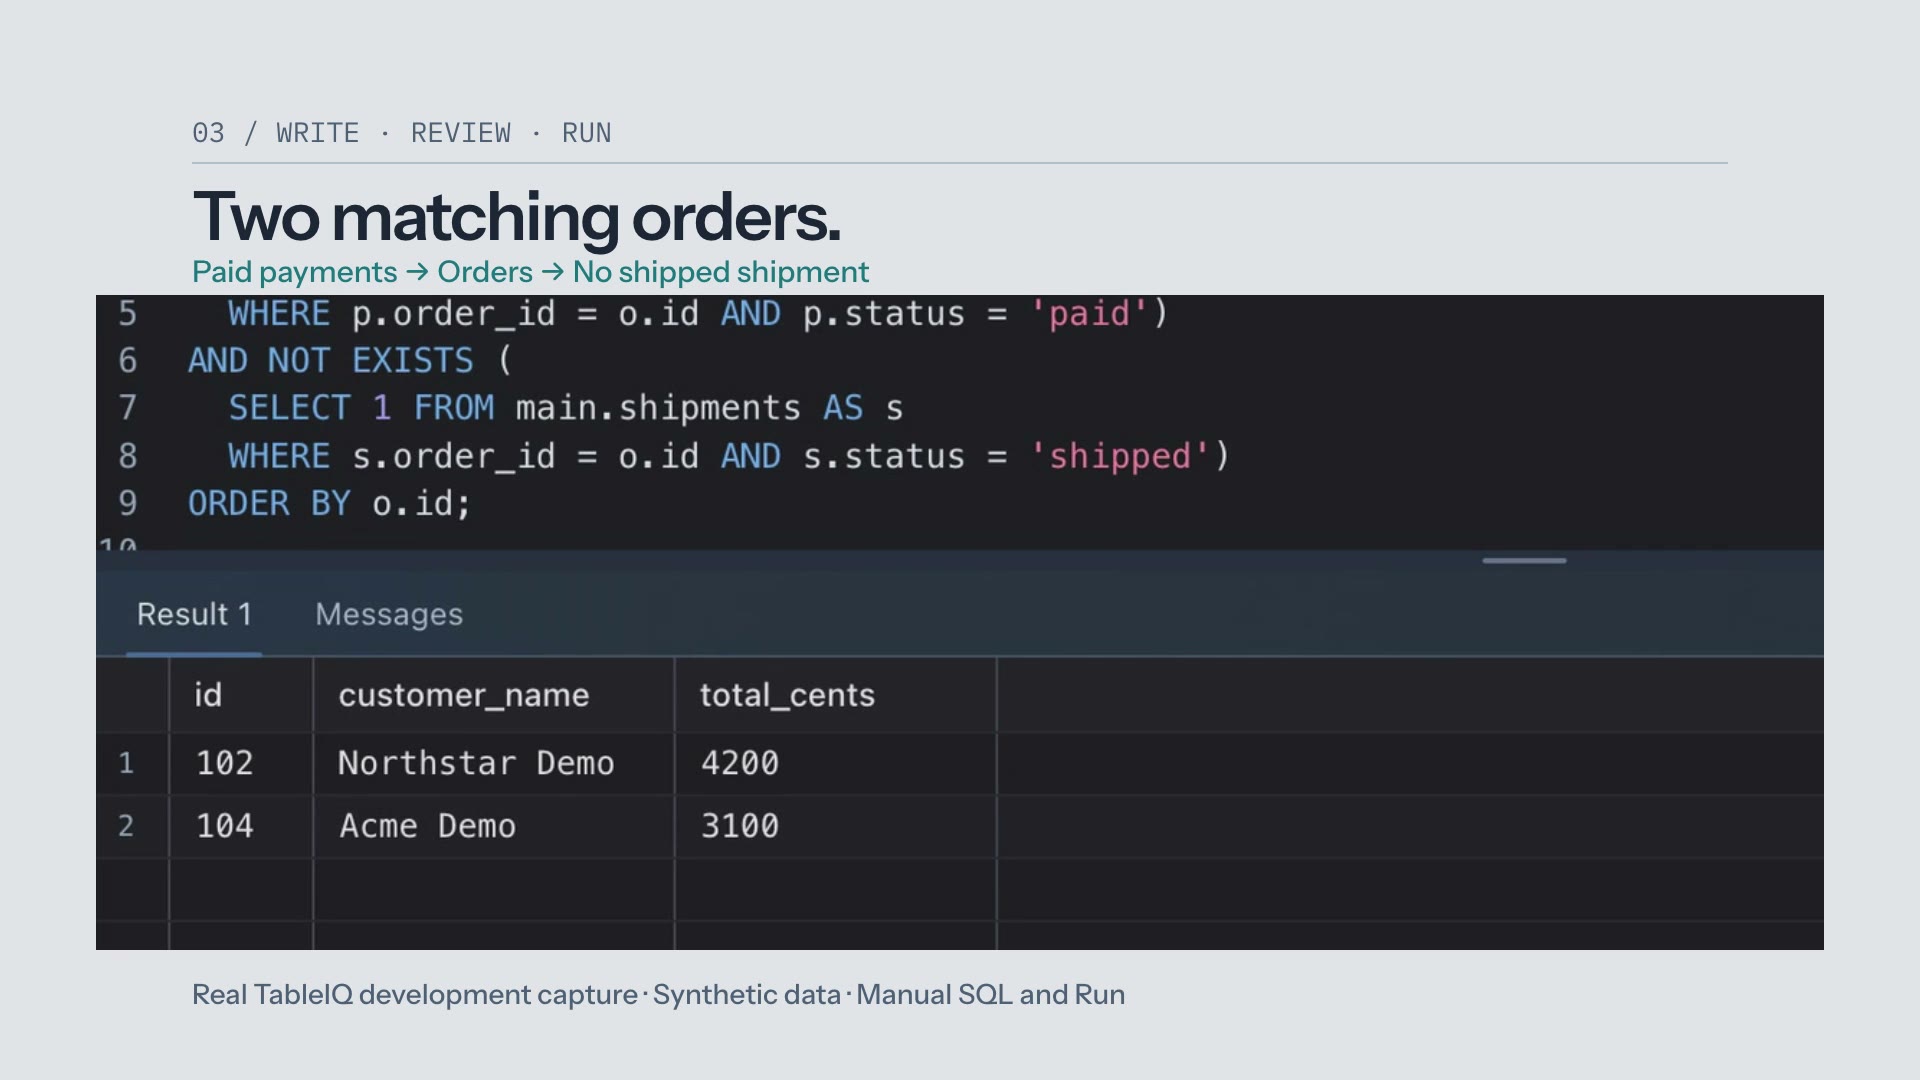 03 / WRITE · REVIEW · RUN
Two matching orders.
Paid payments → Orders → No shipped shipment
5 WHERE p.order_id = o.id AND p.status = 'paid')
6 AND NOT EXISTS (
7 SELECT 1 FROM main.shipments AS s
8 WHERE s.order_id = o.id AND s.status = 'shipped')
9 ORDER BY o.id;
10
Result 1 Messages
id customer_name total_cents
1 102 Northstar Demo 4200
2 104 Acme Demo 3100
Real TableIQ development capture · Synthetic data · Manual SQL and Run